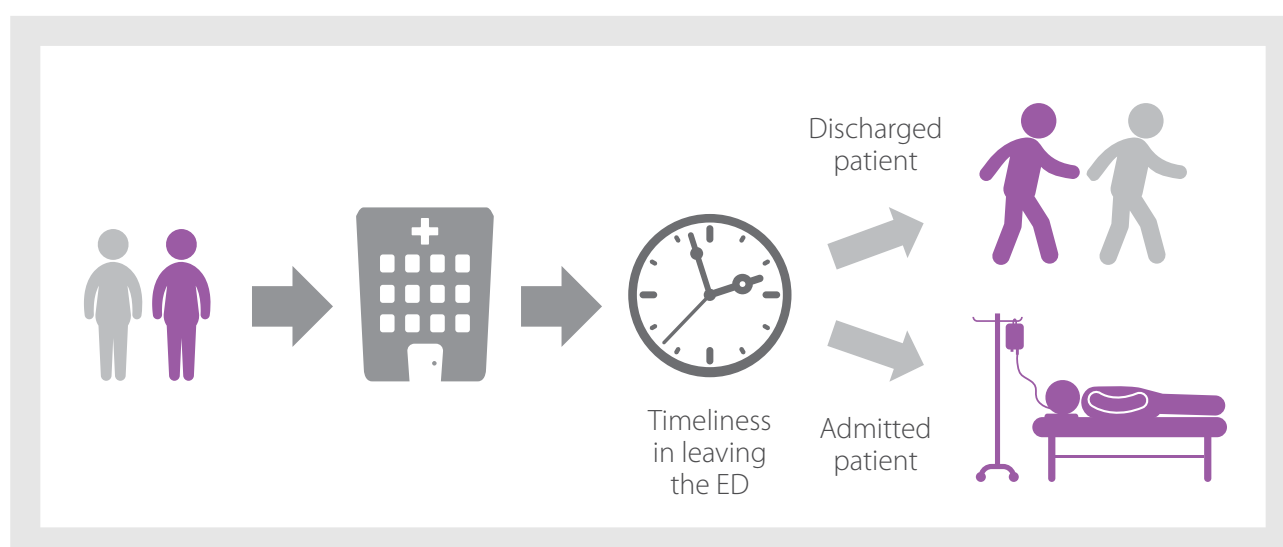 Discharged
patient
Timeliness
in leaving
the ED
Admitted
patient